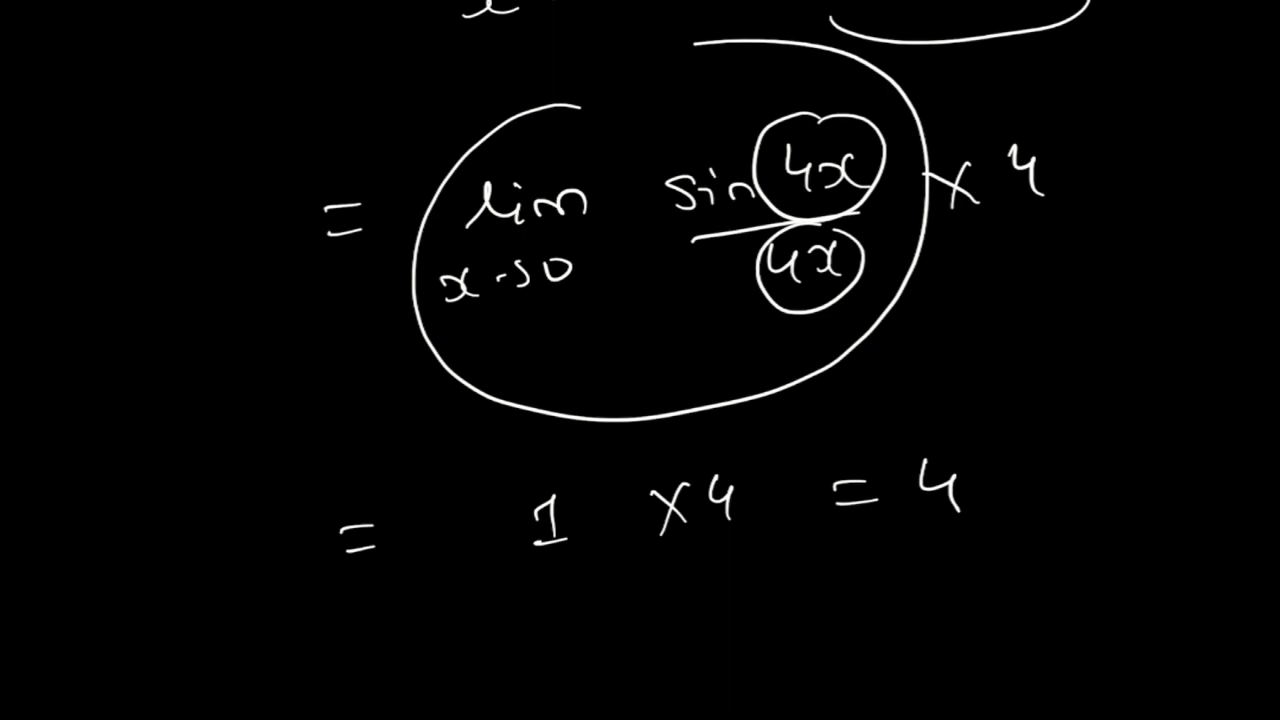 = lim sin 4x × 4
x→0 4x
= 1 × 4 = 4